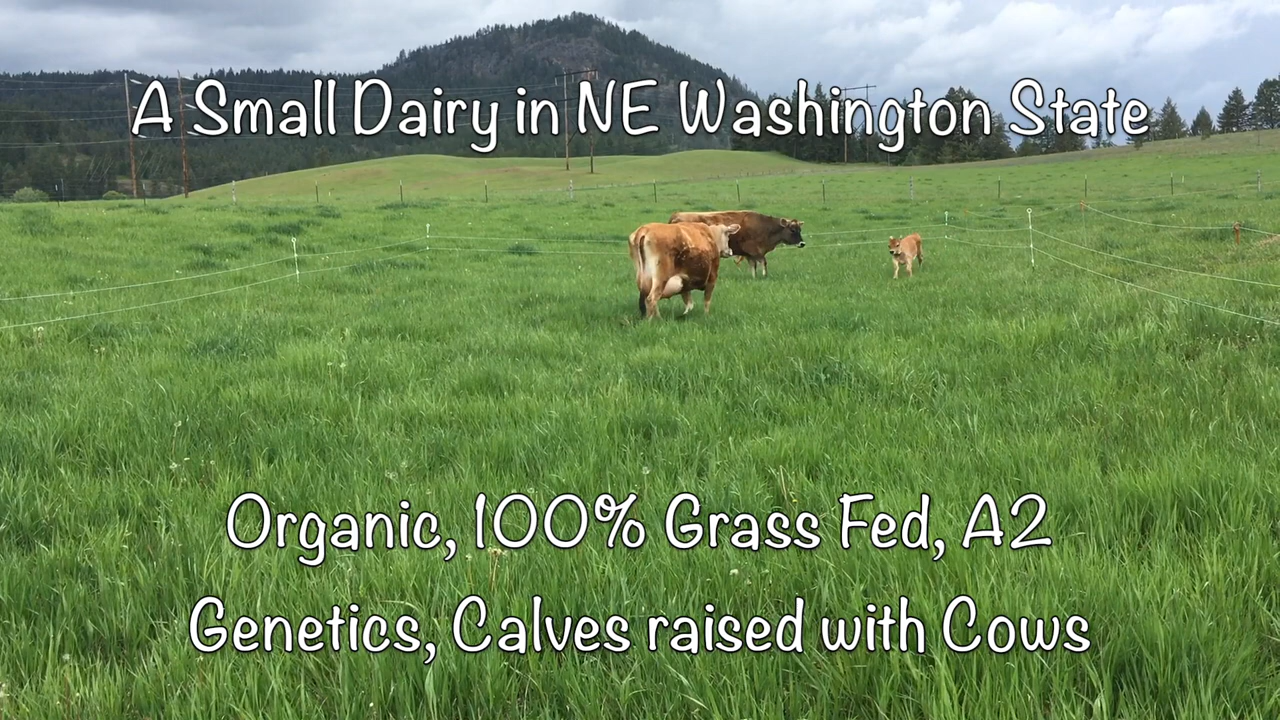 A Small Dairy in NE Washington State
Organic, 100% Grass Fed, A2
Genetics, Calves raised with Cows